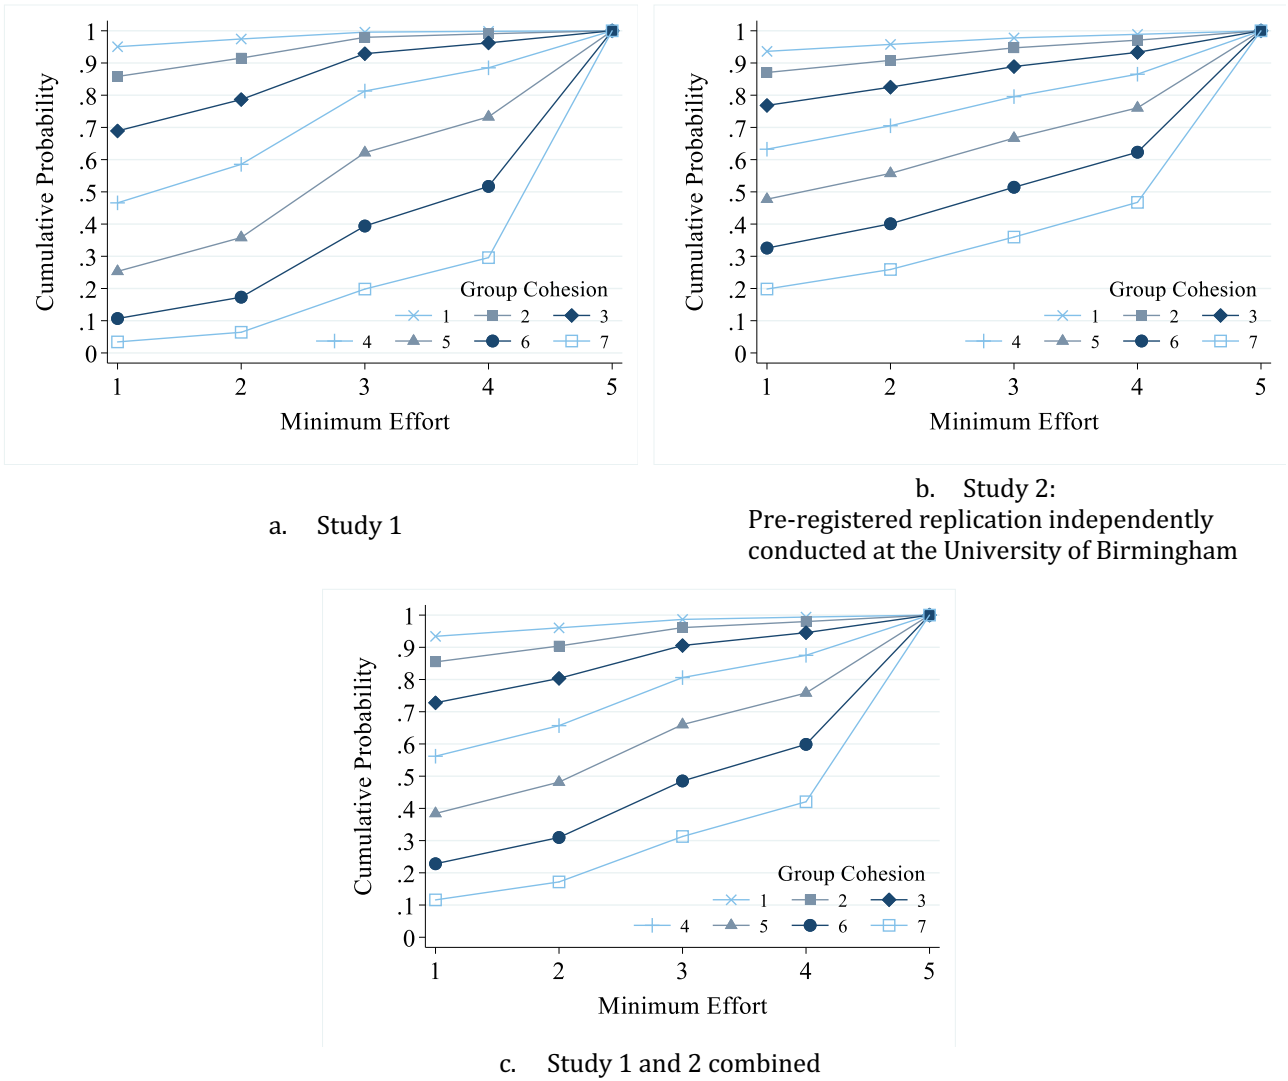 Cumulative Probability
1
.9
.8
.7
.6
.5
.4
.3
.2
.1
0
Group Cohesion
1 2 3
4 5 6 7
1 2 3 4 5
Minimum Effort
a. Study 1
Cumulative Probability
1
.9
.8
.7
.6
.5
.4
.3
.2
.1
0
Group Cohesion
1 2 3
4 5 6 7
1 2 3 4 5
Minimum Effort
b. Study 2:
Pre-registered replication independently
conducted at the University of Birmingham
Cumulative Probability
1
.9
.8
.7
.6
.5
.4
.3
.2
.1
0
Group Cohesion
1 2 3
4 5 6 7
1 2 3 4 5
Minimum Effort
c. Study 1 and 2 combined